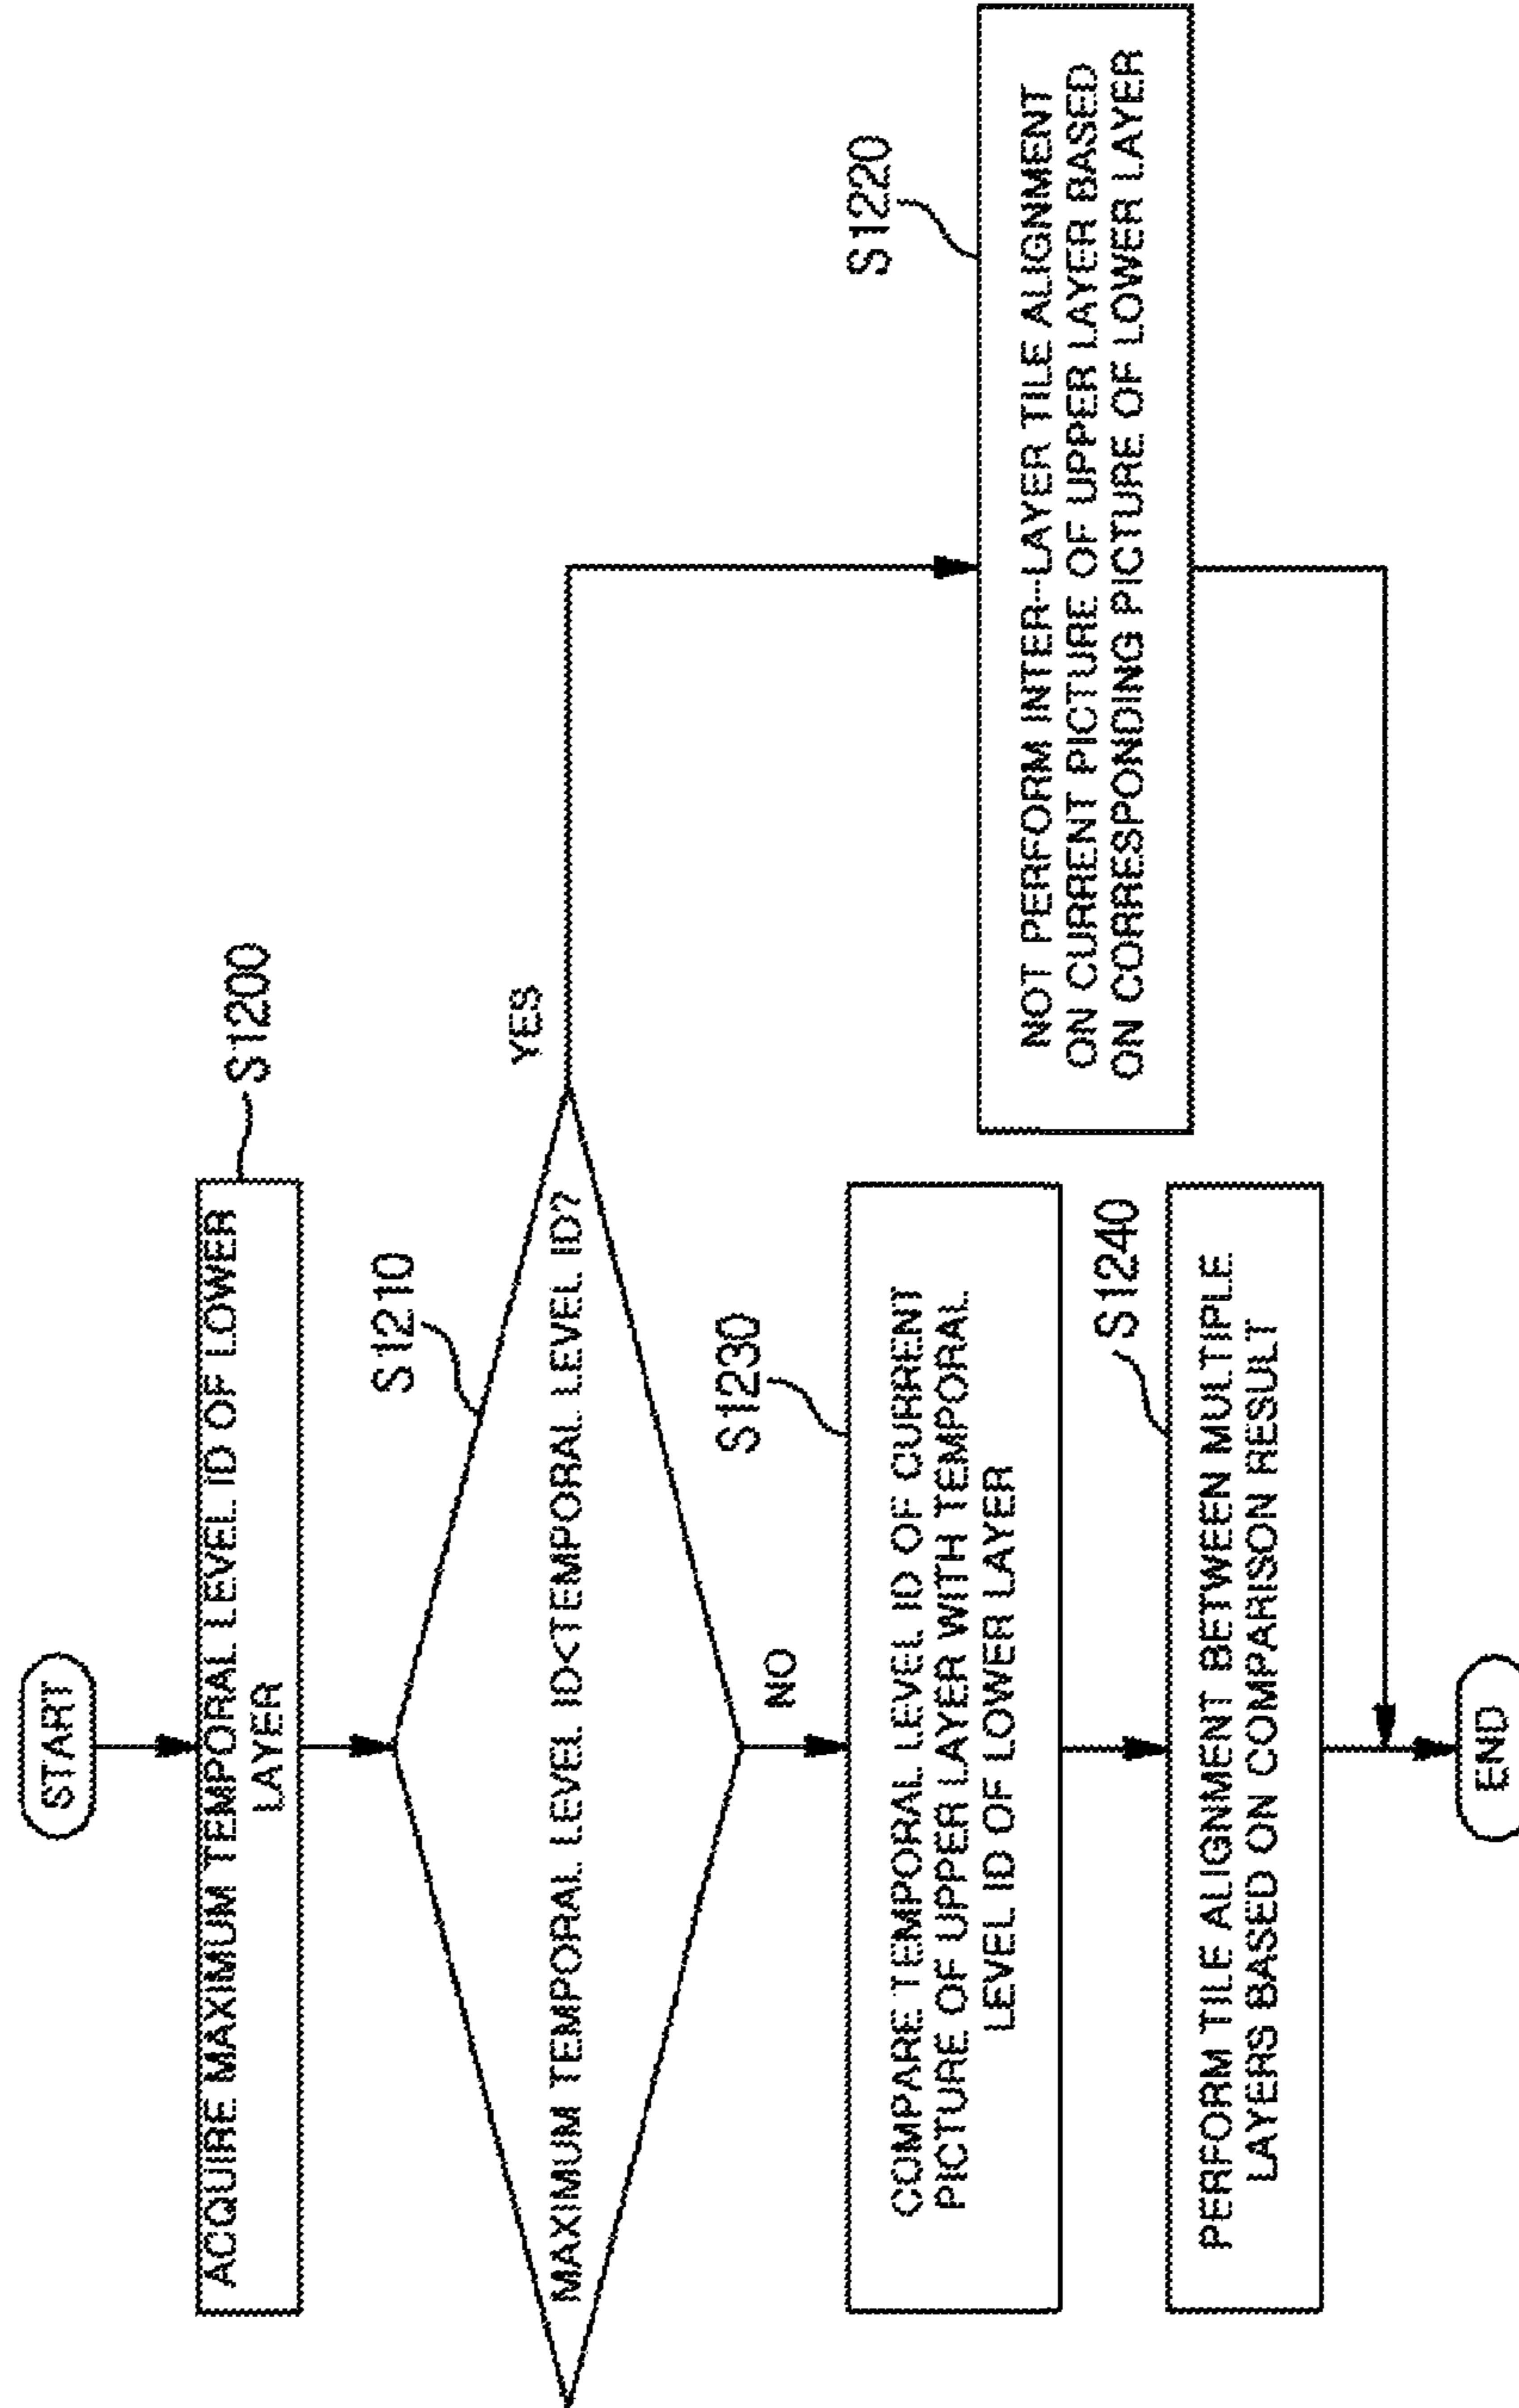 START
S1200
ACQUIRE MAXIMUM TEMPORAL LEVEL ID OF LOWER
LAYER
S1210
MAXIMUM TEMPORAL LEVEL ID<TEMPORAL LEVEL ID?
YES
NO
S1220
NOT PERFORM INTER--LAYER TILE ALIGNMENT
ON CURRENT PICTURE OF UPPER LAYER BASED
ON CORRESPONDING PICTURE OF LOWER LAYER
S1230
COMPARE TEMPORAL LEVEL ID OF CURRENT
PICTURE OF UPPER LAYER WITH TEMPORAL
LEVEL ID OF LOWER LAYER
S1240
PERFORM TILE ALIGNMENT BETWEEN MULTIPLE
LAYERS BASED ON COMPARISON RESULT
END